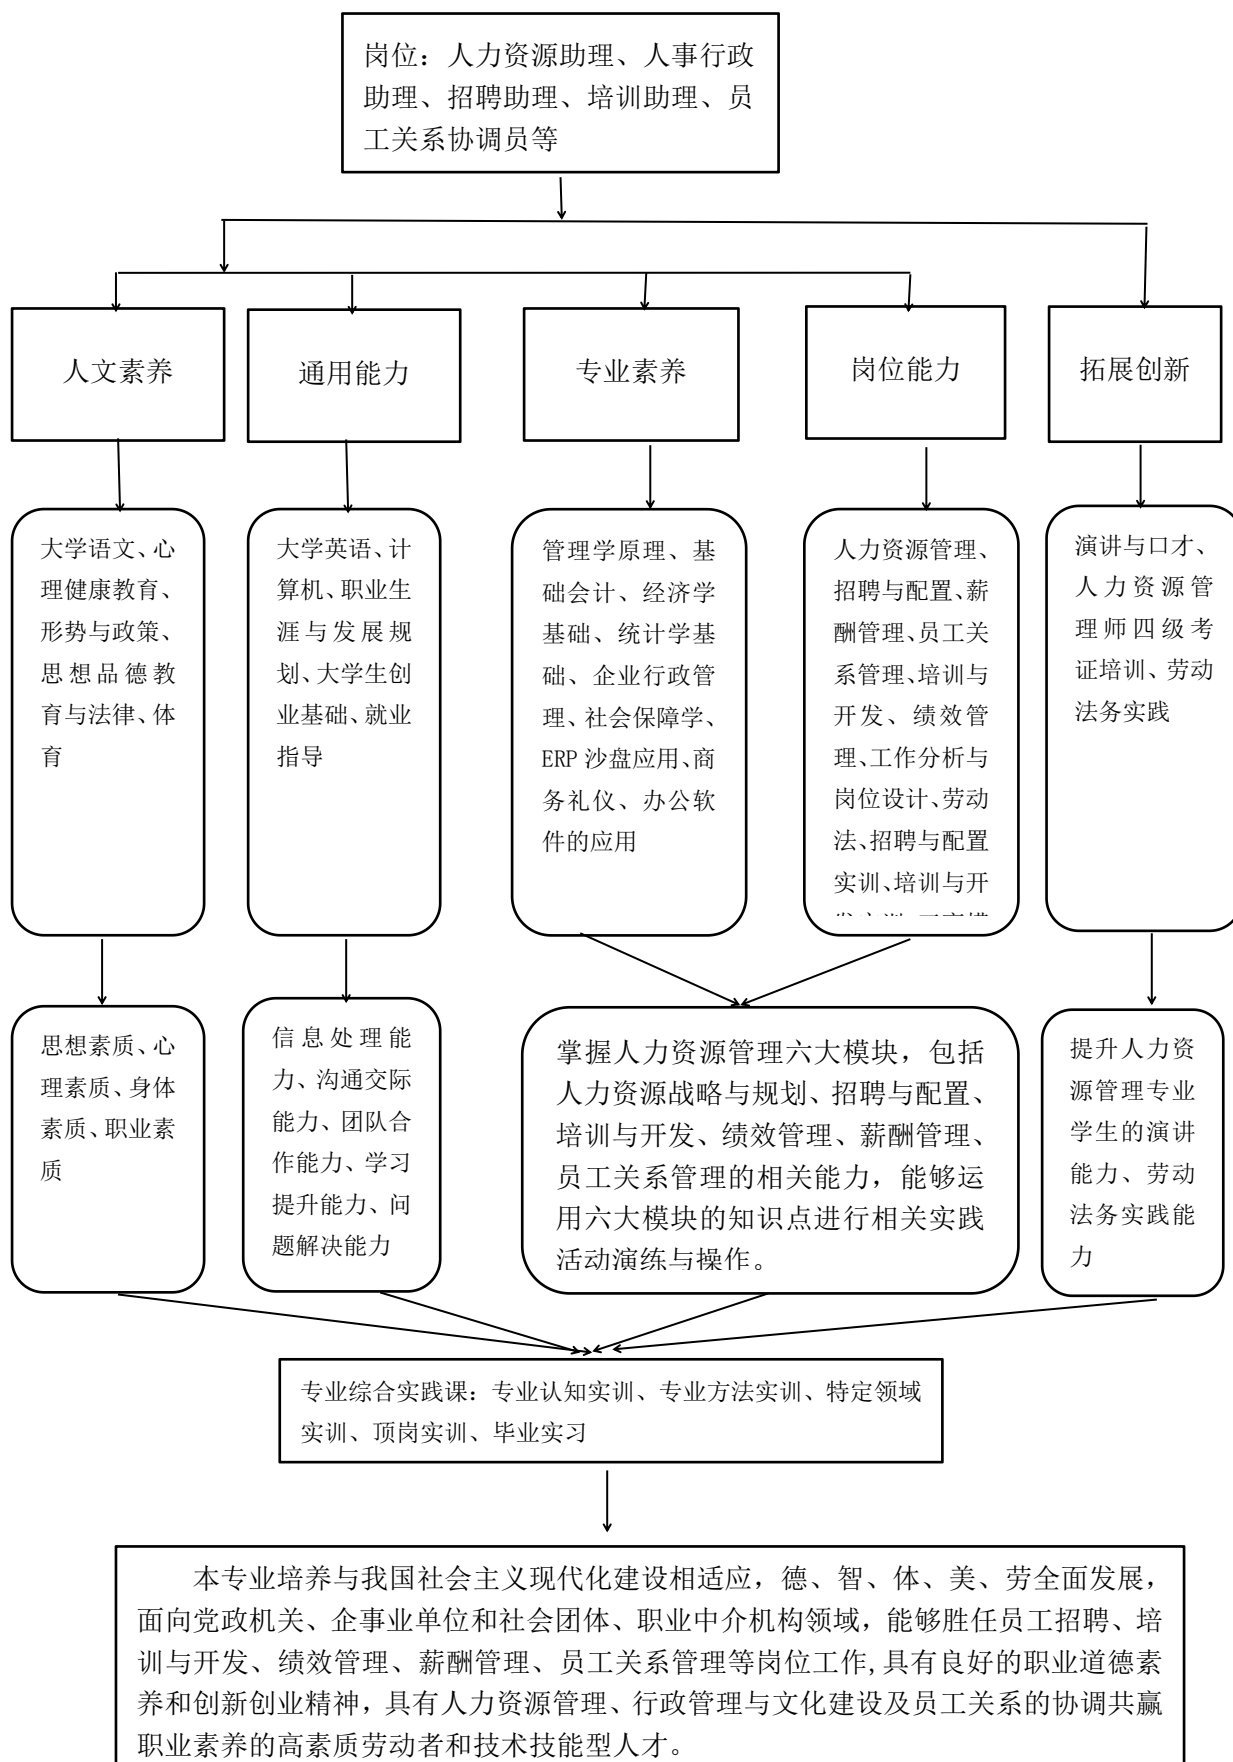 岗位：人力资源助理、人事行政
助理、招聘助理、培训助理、员
工关系协调员等
人文素养
通用能力
专业素养
岗位能力
拓展创新
大学语文、心
理健康教育、
形势与政策、
思想品德教
育与法律、体
育
大学英语、计
算机、职业生
涯与发展规
划、大学生创
业基础、就业
指导
管理学原理、基
础会计、经济学
基础、统计学基
础、企业行政管
理、社会保障学、
ERP 沙盘应用、商
务礼仪、办公软
件的应用
人力资源管理、
招聘与配置、薪
酬管理、员工关
系管理、培训与
开发、绩效管
理、工作分析与
岗位设计、劳动
法、招聘与配置
实训、培训与开
演讲与口才、
人力资源管
理师四级考
证培训、劳动
法务实践
思想素质、心
理素质、身体
素质、职业素
质
信息处理能
力、沟通交际
能力、团队合
作能力、学习
提升能力、问
题解决能力
掌握人力资源管理六大模块，包括
人力资源战略与规划、招聘与配置、
培训与开发、绩效管理、薪酬管理、
员工关系管理的相关能力，能够运
用六大模块的知识点进行相关实践
活动演练与操作。
提升人力资
源管理专业
学生的演讲
能力、劳动
法务实践能
力
专业综合实践课：专业认知实训、专业方法实训、特定领域
实训、顶岗实训、毕业实习
本专业培养与我国社会主义现代化建设相适应，德、智、体、美、劳全面发展，
面向党政机关、企事业单位和社会团体、职业中介机构领域，能够胜任员工招聘、培
训与开发、绩效管理、薪酬管理、员工关系管理等岗位工作,具有良好的职业道德素
养和创新创业精神，具有人力资源管理、行政管理与文化建设及员工关系的协调共赢
职业素养的高素质劳动者和技术技能型人才。